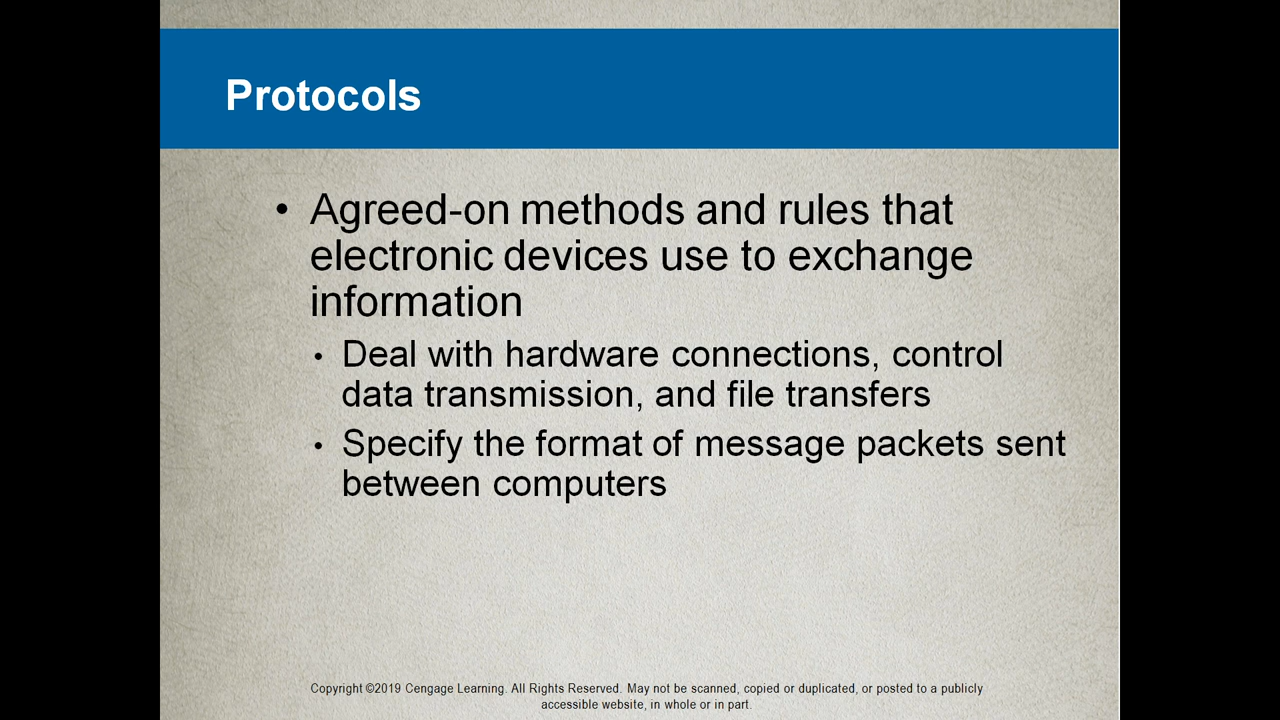 Protocols
• Agreed-on methods and rules that
electronic devices use to exchange
information
• Deal with hardware connections, control
data transmission, and file transfers
• Specify the format of message packets sent
between computers
Copyright ©2019 Cengage Learning. All Rights Reserved. May not be scanned, copied or duplicated, or posted to a publicly
accessible website, in whole or in part.